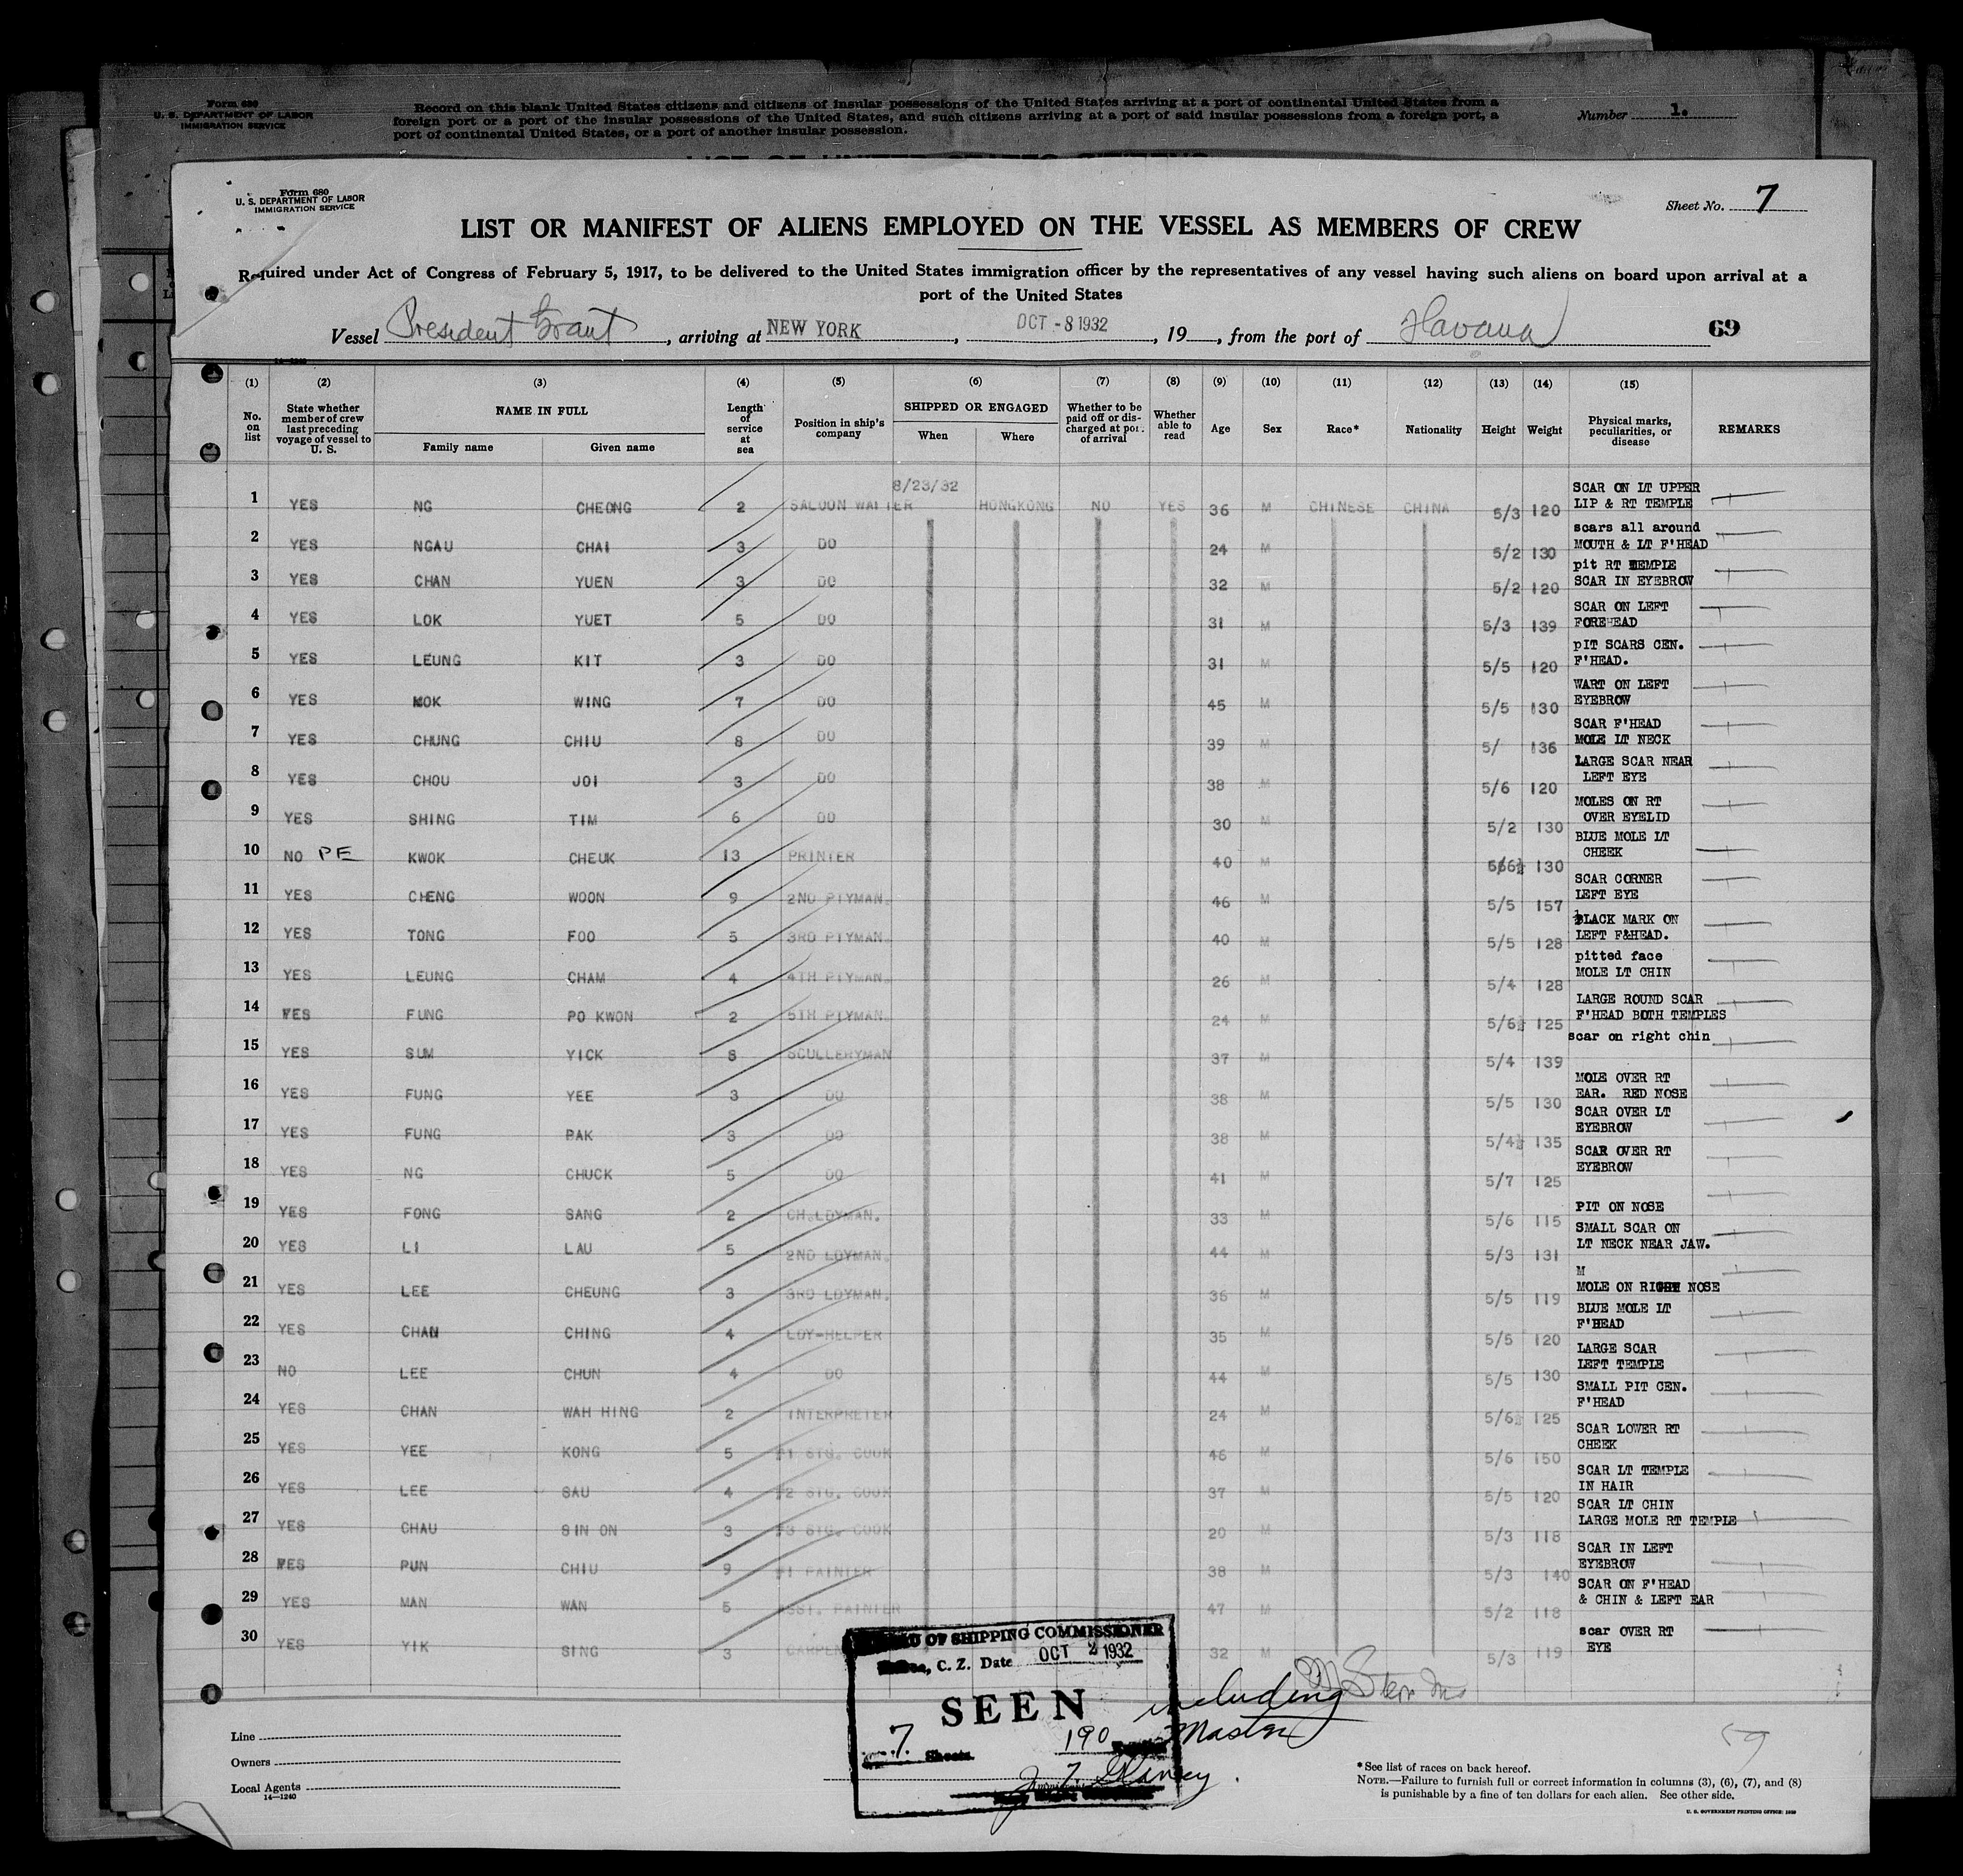 Form 680
U. S. DEPARTMENT OF LABOR
IMMIGRATION SERVICE
Record on this blank United States citizens and citizens of insular possessions of the United States arriving at a port of continental United States from a
foreign port or a port of the insular possessions of the United States, and such citizens arriving at a port of said insular possessions from a foreign port, a
port of continental United States, or a port of another insular possession.
Number 1.
Form 680
U. S. DEPARTMENT OF LABOR
IMMIGRATION SERVICE
Sheet No. 7
LIST OR MANIFEST OF ALIENS EMPLOYED ON THE VESSEL AS MEMBERS OF CREW
Required under Act of Congress of February 5, 1917, to be delivered to the United States immigration officer by the representatives of any vessel having such aliens on board upon arrival at a
port of the United States
Vessel President Grant, arriving at NEW YORK, OCT -8 1932, 19, from the port of Havana 69
(1) (2) (3) (4) (5) (6) (7) (8) (9) (10) (11) (12) (13) (14) (15)
No. on list State whether member of crew last preceding voyage of vessel to U. S. NAME IN FULL Family name Given name Length of service at sea Position in ship's company SHIPPED OR ENGAGED When Where Whether to be paid off or discharged at port of arrival Whether able to read Age Sex Race* Nationality Height Weight Physical marks, peculiarities, or disease REMARKS
1 YES NG CHEONG 2 SALOON WAITER 8/23/32 HONGKONG NO YES 36 M CHINESE CHINA 5/3 120 SCAR ON LT UPPER LIP & RT TEMPLE
2 YES NGAU CHAI 3 DO 24 M 5/2 130 scars all around MOUTH & LT F'HEAD
3 YES CHAN YUEN 3 DO 32 M 5/2 120 pit RT TEMPLE SCAR IN EYEBROW
4 YES LOK YUET 5 DO 31 M 5/3 139 SCAR ON LEFT FOREHEAD
5 YES LEUNG KIT 3 DO 31 M 5/5 120 pIT SCARS CEN. F'HEAD.
6 YES MOK WING 7 DO 45 M 5/5 130 WART ON LEFT EYEBROW
7 YES CHUNG CHIU 8 DO 39 M 5/ 136 SCAR F'HEAD MOLE LT NECK
8 YES CHOU JOI 3 DO 38 M 5/6 120 LARGE SCAR NEAR LEFT EYE
9 YES SHING TIM 6 DO 30 M 5/2 130 MOLES ON RT OVER EYELID
10 NO PE KWOK CHEUK 13 PRINTER 40 M 5/6½ 130 BLUE MOLE LT CHEEK
11 YES CHENG WOON 9 2ND PTYMAN. 46 M 5/5 157 SCAR CORNER LEFT EYE
12 YES TONG FOO 5 3RD PTYMAN. 40 M 5/5 128 BLACK MARK ON LEFT F&HEAD.
13 YES LEUNG CHAM 4 4TH PTYMAN. 26 M 5/4 128 pitted face MOLE LT CHIN
14 YES FUNG PO KWON 2 5TH PTYMAN. 24 M 5/6½ 125 LARGE ROUND SCAR F'HEAD BOTH TEMPLES
15 YES SUM YICK 8 SCULLERYMAN 37 M 5/4 139 scar on right chin
16 YES FUNG YEE 3 DO 38 M 5/5 130 MOLE OVER RT EAR. RED NOSE
17 YES FUNG BAK 3 DO 38 M 5/4½ 135 SCAR OVER LT EYEBROW
18 YES NG CHUCK 5 DO 41 M 5/7 125 SCAR OVER RT EYEBROW
19 YES FONG SANG 2 CH.LDYMAN. 33 M 5/6 115 PIT ON NOSE
20 YES LI LAU 5 2ND LDYMAN. 44 M 5/3 131 SMALL SCAR ON LT NECK NEAR JAW.
21 YES LEE CHEUNG 3 3RD LDYMAN. 36 M 5/5 119 M MOLE ON RIGHT NOSE
22 YES CHAN CHING 4 LDY-HELPER 35 M 5/5 120 BLUE MOLE LT F'HEAD
23 NO LEE CHUN 4 DO 44 M 5/5 130 LARGE SCAR LEFT TEMPLE
24 YES CHAN WAH HING 2 INTERPRETER 24 M 5/6½ 125 SMALL PIT CEN. F'HEAD
25 YES YEE KONG 5 #1 STG. COOK 46 M 5/6 150 SCAR LOWER RT CHEEK
26 YES LEE SAU 4 #2 STG. COOK 37 M 5/5 120 SCAR LT TEMPLE IN HAIR
27 YES CHAU SIN ON 3 #3 STG. COOK 20 M 5/3 118 SCAR LT CHIN LARGE MOLE RT TEMPLE
28 YES PUN CHIU 9 #1 PAINTER 38 M 5/3 140 SCAR IN LEFT EYEBROW
29 YES MAN WAN 5 SST. PAINTER 47 M 5/2 118 SCAR ON F'HEAD & CHIN & LEFT EAR
30 YES YIK SING 3 32 M 5/3 119 scar OVER RT EYE
OF SHIPPING COMMISSIONER
C. Z. Date OCT 2 1932
SEEN
7 Sheets. 190
including
Master
Line
Owners
Local Agents
14—1240
59
*See list of races on back hereof.
NOTE.—Failure to furnish full or correct information in columns (3), (6), (7), and (8)
is punishable by a fine of ten dollars for each alien. See other side.